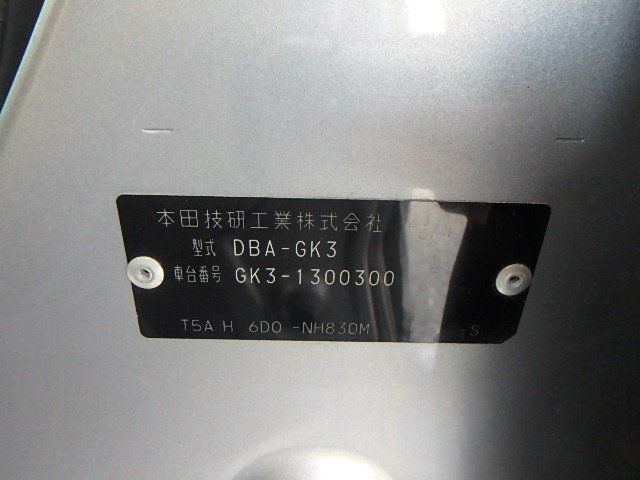 本田技研工業株式会社
型式 DBA-GK3
車台番号 GK3-1300300
T5A H 6D0 -NH830M S